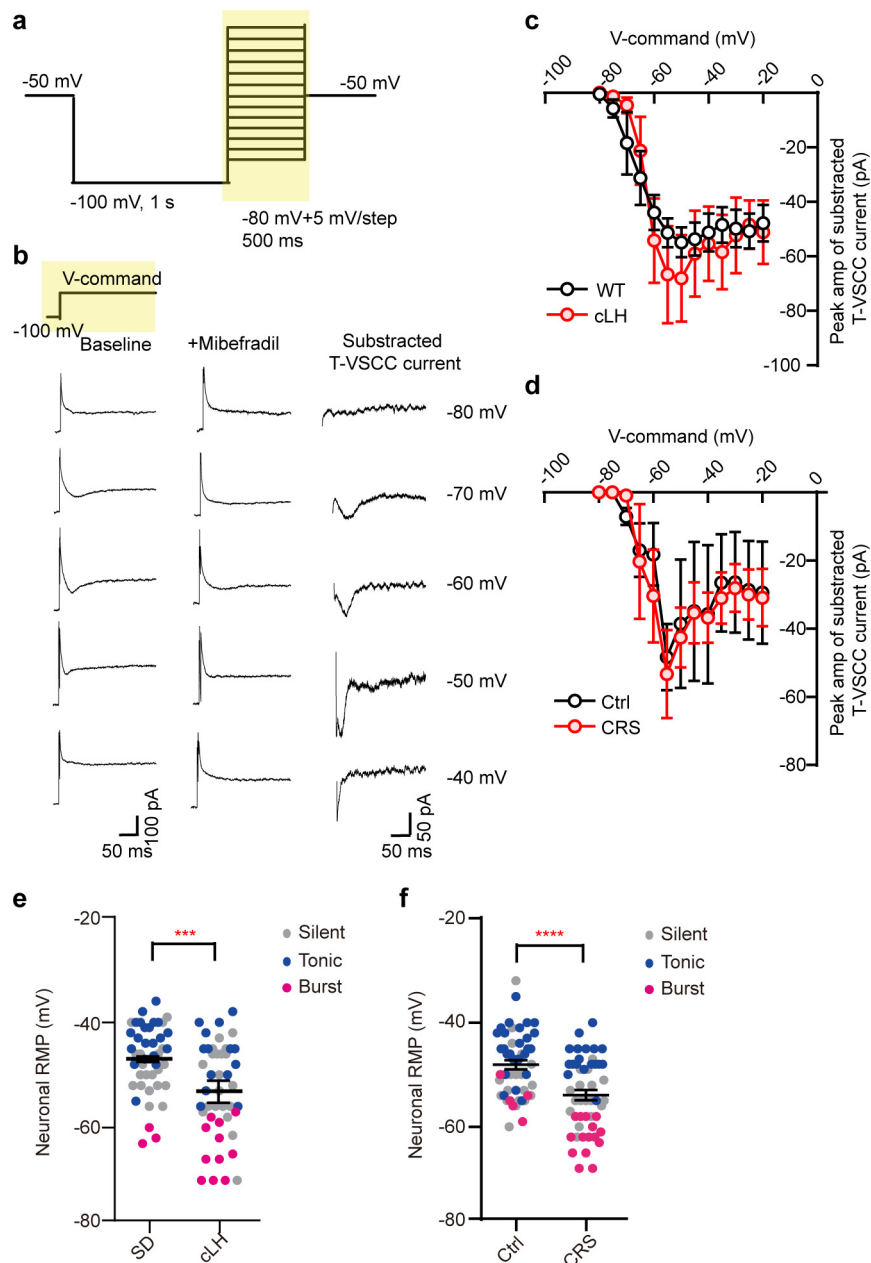 a
-50 mV
-50 mV
-100 mV, 1 s
-80 mV+5 mV/step
500 ms
b
V-command
-100 mV
Baseline
+Mibefradil
Substracted
T-VSCC current
-80 mV
-70 mV
-60 mV
-50 mV
-40 mV
100 pA
50 ms
50 pA
50 ms
c
V-command (mV)
-100
-80
-60
-40
-20
0
-20
-40
-60
-80
-100
Peak amp of substracted
T-VSCC current (pA)
WT
cLH
d
V-command (mV)
-100
-80
-60
-40
-20
0
-20
-40
-60
-80
Peak amp of substracted
T-VSCC current (pA)
Ctrl
CRS
e
-20
-40
-60
-80
Neuronal RMP (mV)
***
Silent
Tonic
Burst
SD
cLH
f
-20
-40
-60
-80
Neuronal RMP (mV)
****
Silent
Tonic
Burst
Ctrl
CRS